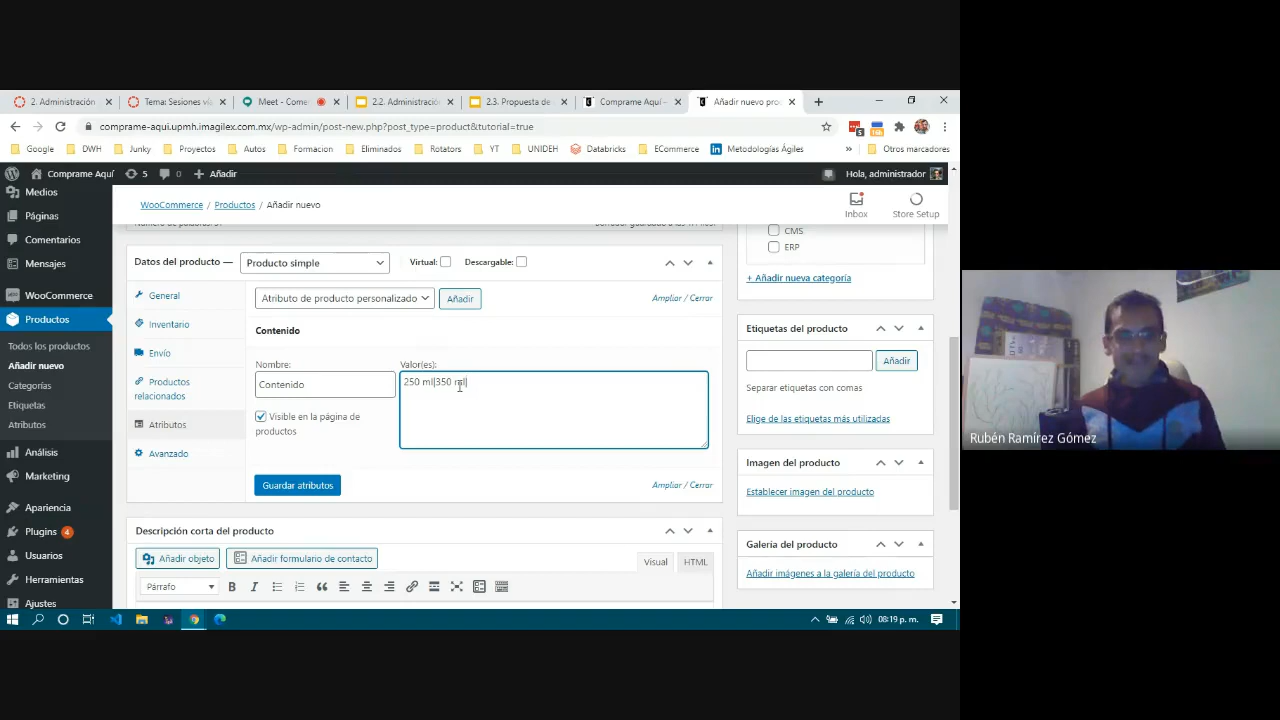 2. Administración
Tema: Sesiones vi
Meet - Come
2.2. Administració
2.3. Propuesta de
Comprame Aquí –
Añadir nuevo pro
comprame-aqui.upmh.imagilex.com.mx/wp-admin/post-new.php?post_type=product&tutorial=true
Google
DWH
Junky
Proyectos
Autos
Formacion
Eliminados
Rotators
YT
UNIDEH
Databricks
ECommerce
Metodologías Ágiles
»
Otros marcadores
Comprame Aquí
5
0
Añadir
Hola, administrador
Medios
Páginas
Comentarios
Mensajes
WooCommerce
Productos
Todos los productos
Añadir nuevo
Categorías
Etiquetas
Atributos
Análisis
Marketing
Apariencia
Plugins 4
Usuarios
Herramientas
Ajustes
WooCommerce / Productos / Añadir nuevo
Inbox
Store Setup
Datos del producto — Producto simple
Virtual:
Descargable:
General
Inventario
Envío
Productos
relacionados
Atributos
Avanzado
Atributo de producto personalizado
Añadir
Ampliar / Cerrar
Contenido
Nombre:
Contenido
Visible en la página de
productos
Valor(es):
250 ml|350 ml
Guardar atributos
Ampliar / Cerrar
Descripción corta del producto
Añadir objeto
Añadir formulario de contacto
Visual
HTML
Párrafo
B
I
CMS
ERP
+ Añadir nueva categoría
Etiquetas del producto
Añadir
Separar etiquetas con comas
Elige de las etiquetas más utilizadas
Imagen del producto
Establecer imagen del producto
Galería del producto
Añadir imágenes a la galería del producto
08:19 p. m.
Rubén Ramírez Gómez